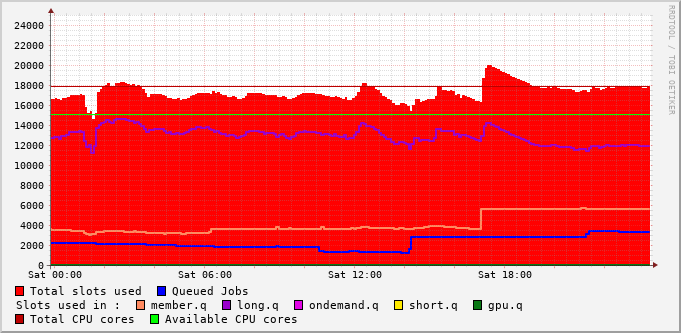 RRDTOOL / TOBI OETIKER
24000
22000
20000
18000
16000
14000
12000
10000
8000
6000
4000
2000
0
Sat 00:00 Sat 06:00 Sat 12:00 Sat 18:00
Total slots used Queued Jobs
Slots used in : member.q long.q ondemand.q short.q gpu.q
Total CPU cores Available CPU cores